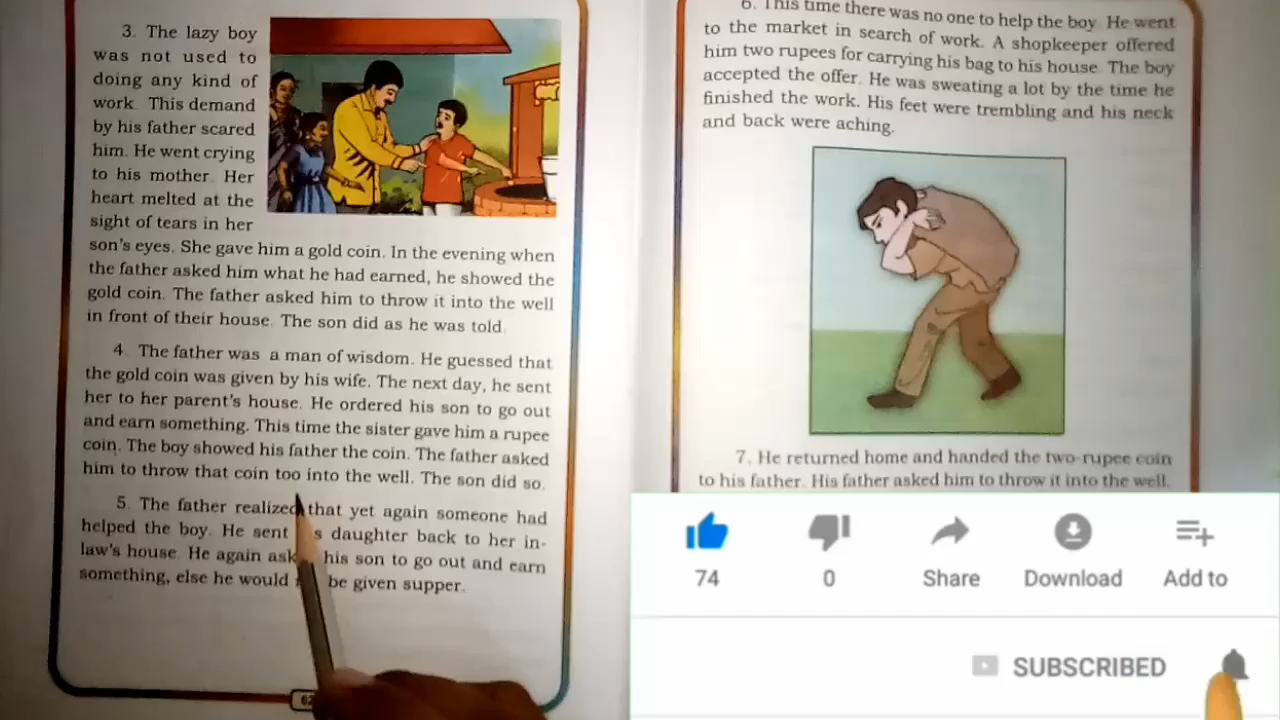 3. The lazy boy
was not used to
doing any kind of
work. This demand
by his father scared
him. He went crying
to his mother. Her
heart melted at the
sight of tears in her
son's eyes. She gave him a gold coin. In the evening when
the father asked him what he had earned, he showed the
gold coin. The father asked him to throw it into the well
in front of their house. The son did as he was told.
4. The father was a man of wisdom. He guessed that
the gold coin was given by his wife. The next day, he sent
her to her parent's house. He ordered his son to go out
and earn something. This time the sister gave him a rupee
coin. The boy showed his father the coin. The father asked
him to throw that coin too into the well. The son did so.
5. The father realized that yet again someone had
helped the boy. He sent daughter back to her in-
law's house. He again his son to go out and earn
something, else he would be given supper.
6. This time there was no one to help the boy. He went
to the market in search of work. A shopkeeper offered
him two rupees for carrying his bag to his house. The boy
accepted the offer. He was sweating a lot by the time he
finished the work. His feet were trembling and his neck
and back were aching.
7. He returned home and handed the two-rupee coin
to his father. His father asked him to throw it into the well.
74
0
Share
Download
Add to
SUBSCRIBED